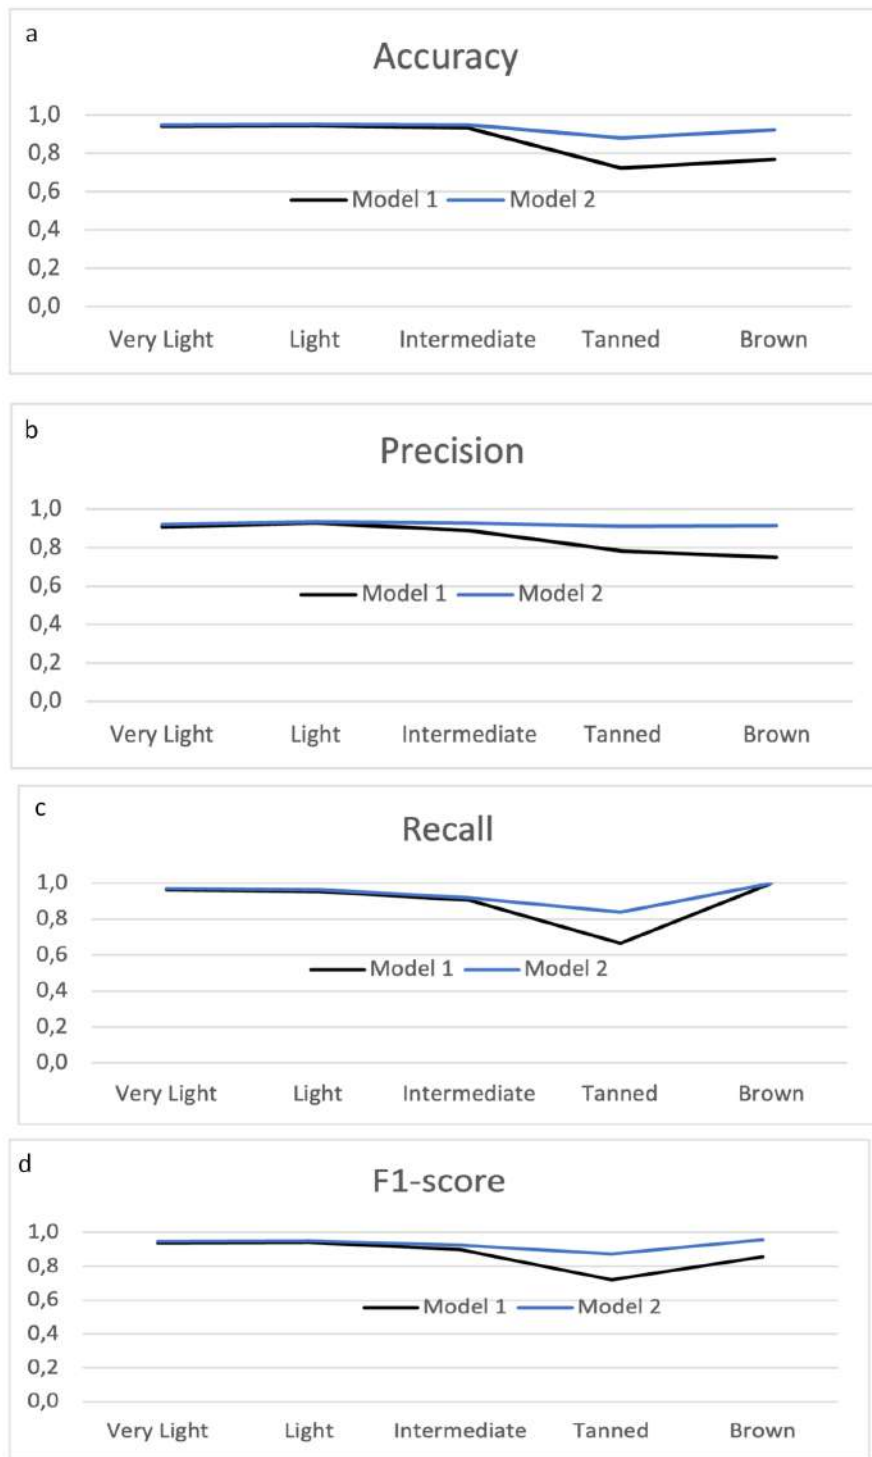 a
Accuracy
1,0
0,8
0,6
Model 1 Model 2
0,4
0,2
0,0
Very Light Light Intermediate Tanned Brown
b
Precision
1,0
0,8
0,6
Model 1 Model 2
0,4
0,2
0,0
Very Light Light Intermediate Tanned Brown
c
Recall
1,0
0,8
0,6
Model 1 Model 2
0,4
0,2
0,0
Very Light Light Intermediate Tanned Brown
d
F1-score
1,0
0,8
0,6
Model 1 Model 2
0,4
0,2
0,0
Very Light Light Intermediate Tanned Brown